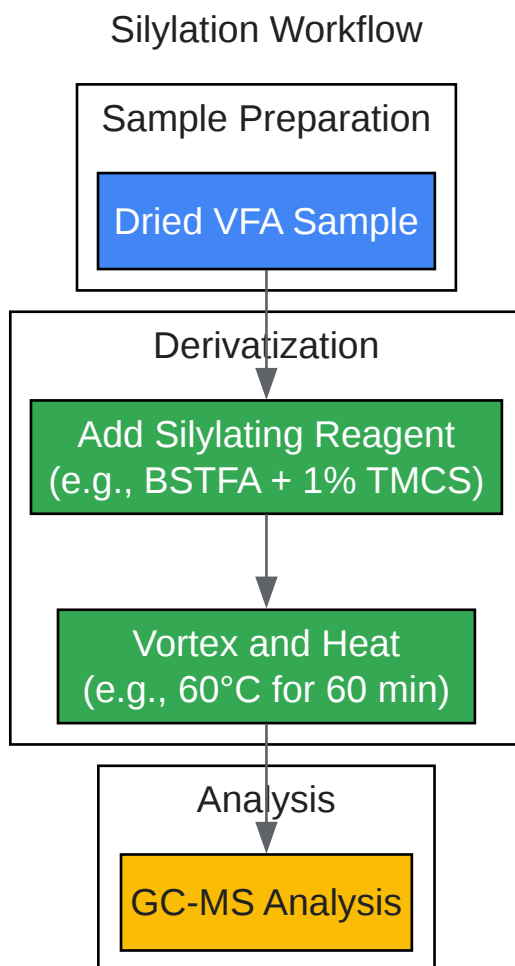 Silylation Workflow
Sample Preparation
Dried VFA Sample
Derivatization
Add Silylating Reagent
(e.g., BSTFA + 1% TMCS)
Vortex and Heat
(e.g., 60°C for 60 min)
Analysis
GC-MS Analysis